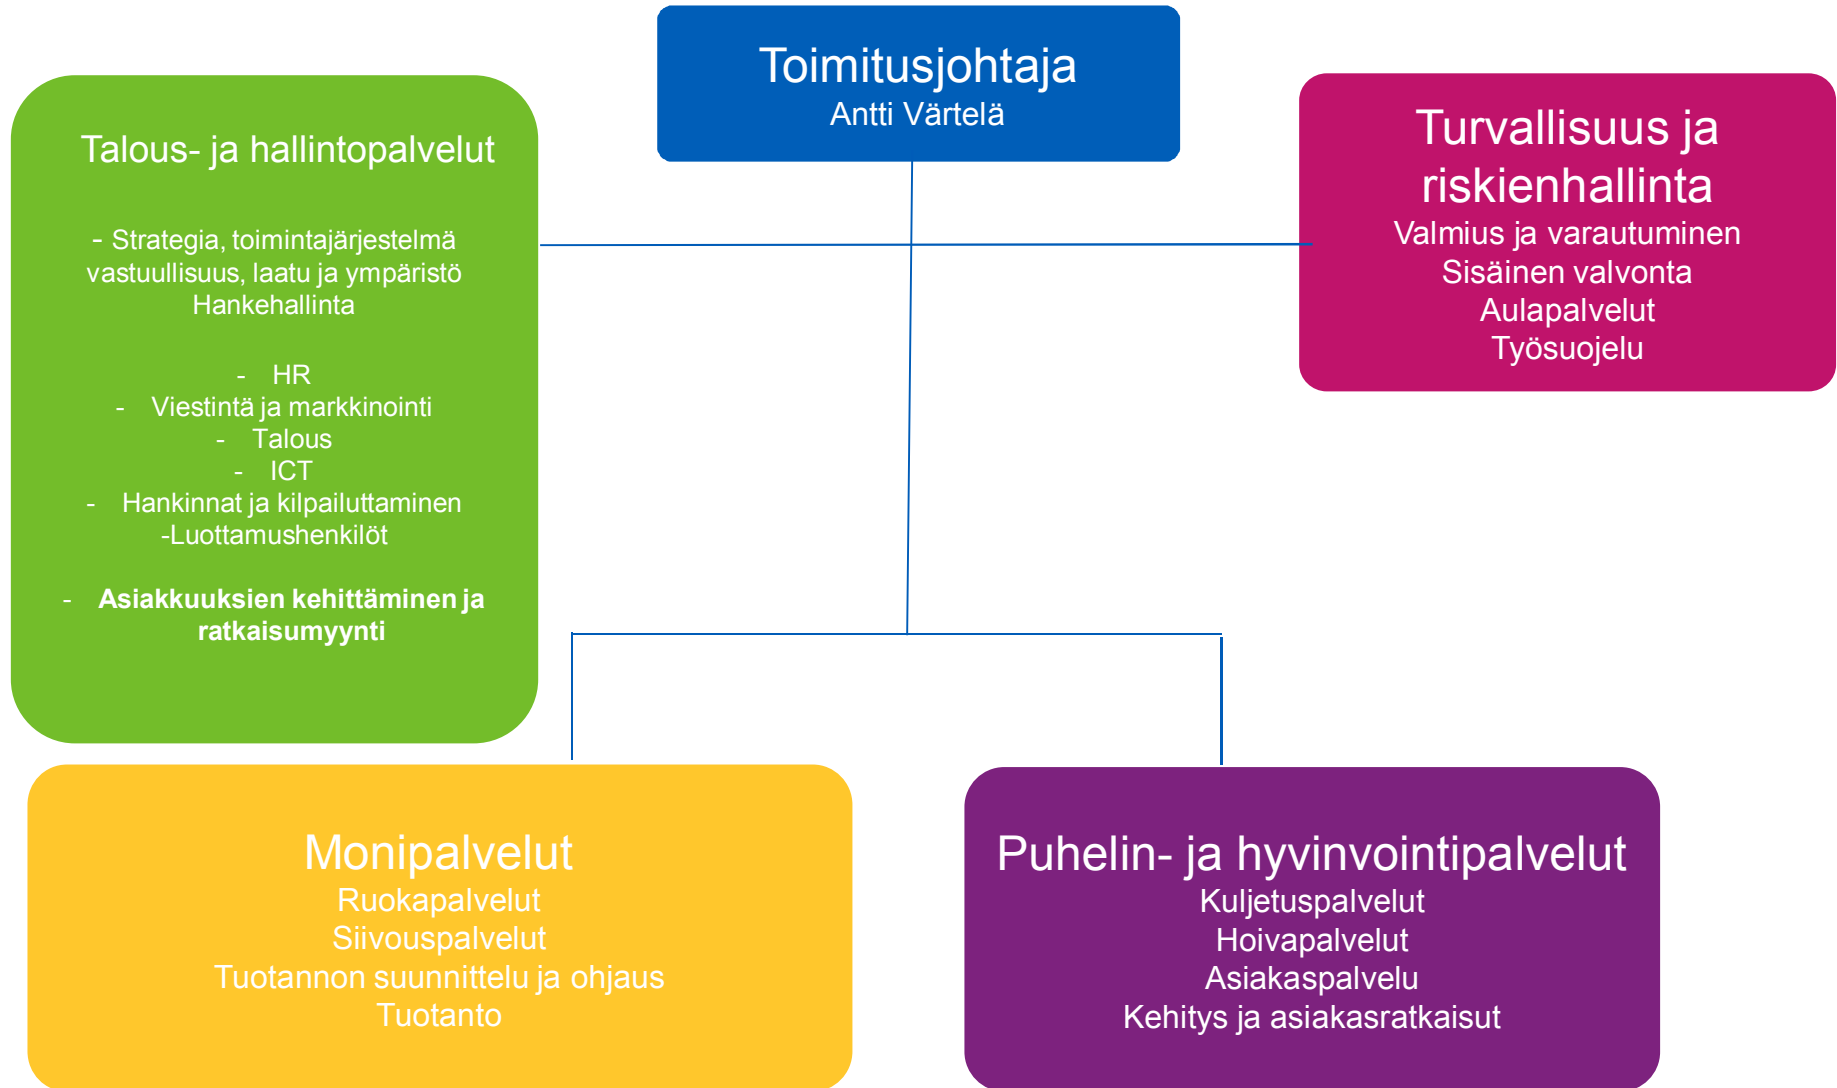 Toimitusjohtaja
Antti Värtelä
Talous- ja hallintopalvelut
- Strategia, toimintajärjestelmä
vastuullisuus, laatu ja ympäristö
Hankehallinta
- HR
- Viestintä ja markkinointi
- Talous
- ICT
- Hankinnat ja kilpailuttaminen
-Luottamushenkilöt
- Asiakkuuksien kehittäminen ja
ratkaisumyynti
Turvallisuus ja
riskienhallinta
Valmius ja varautuminen
Sisäinen valvonta
Aulapalvelut
Työsuojelu
Monipalvelut
Ruokapalvelut
Siivouspalvelut
Tuotannon suunnittelu ja ohjaus
Tuotanto
Puhelin- ja hyvinvointipalvelut
Kuljetuspalvelut
Hoivapalvelut
Asiakaspalvelu
Kehitys ja asiakasratkaisut